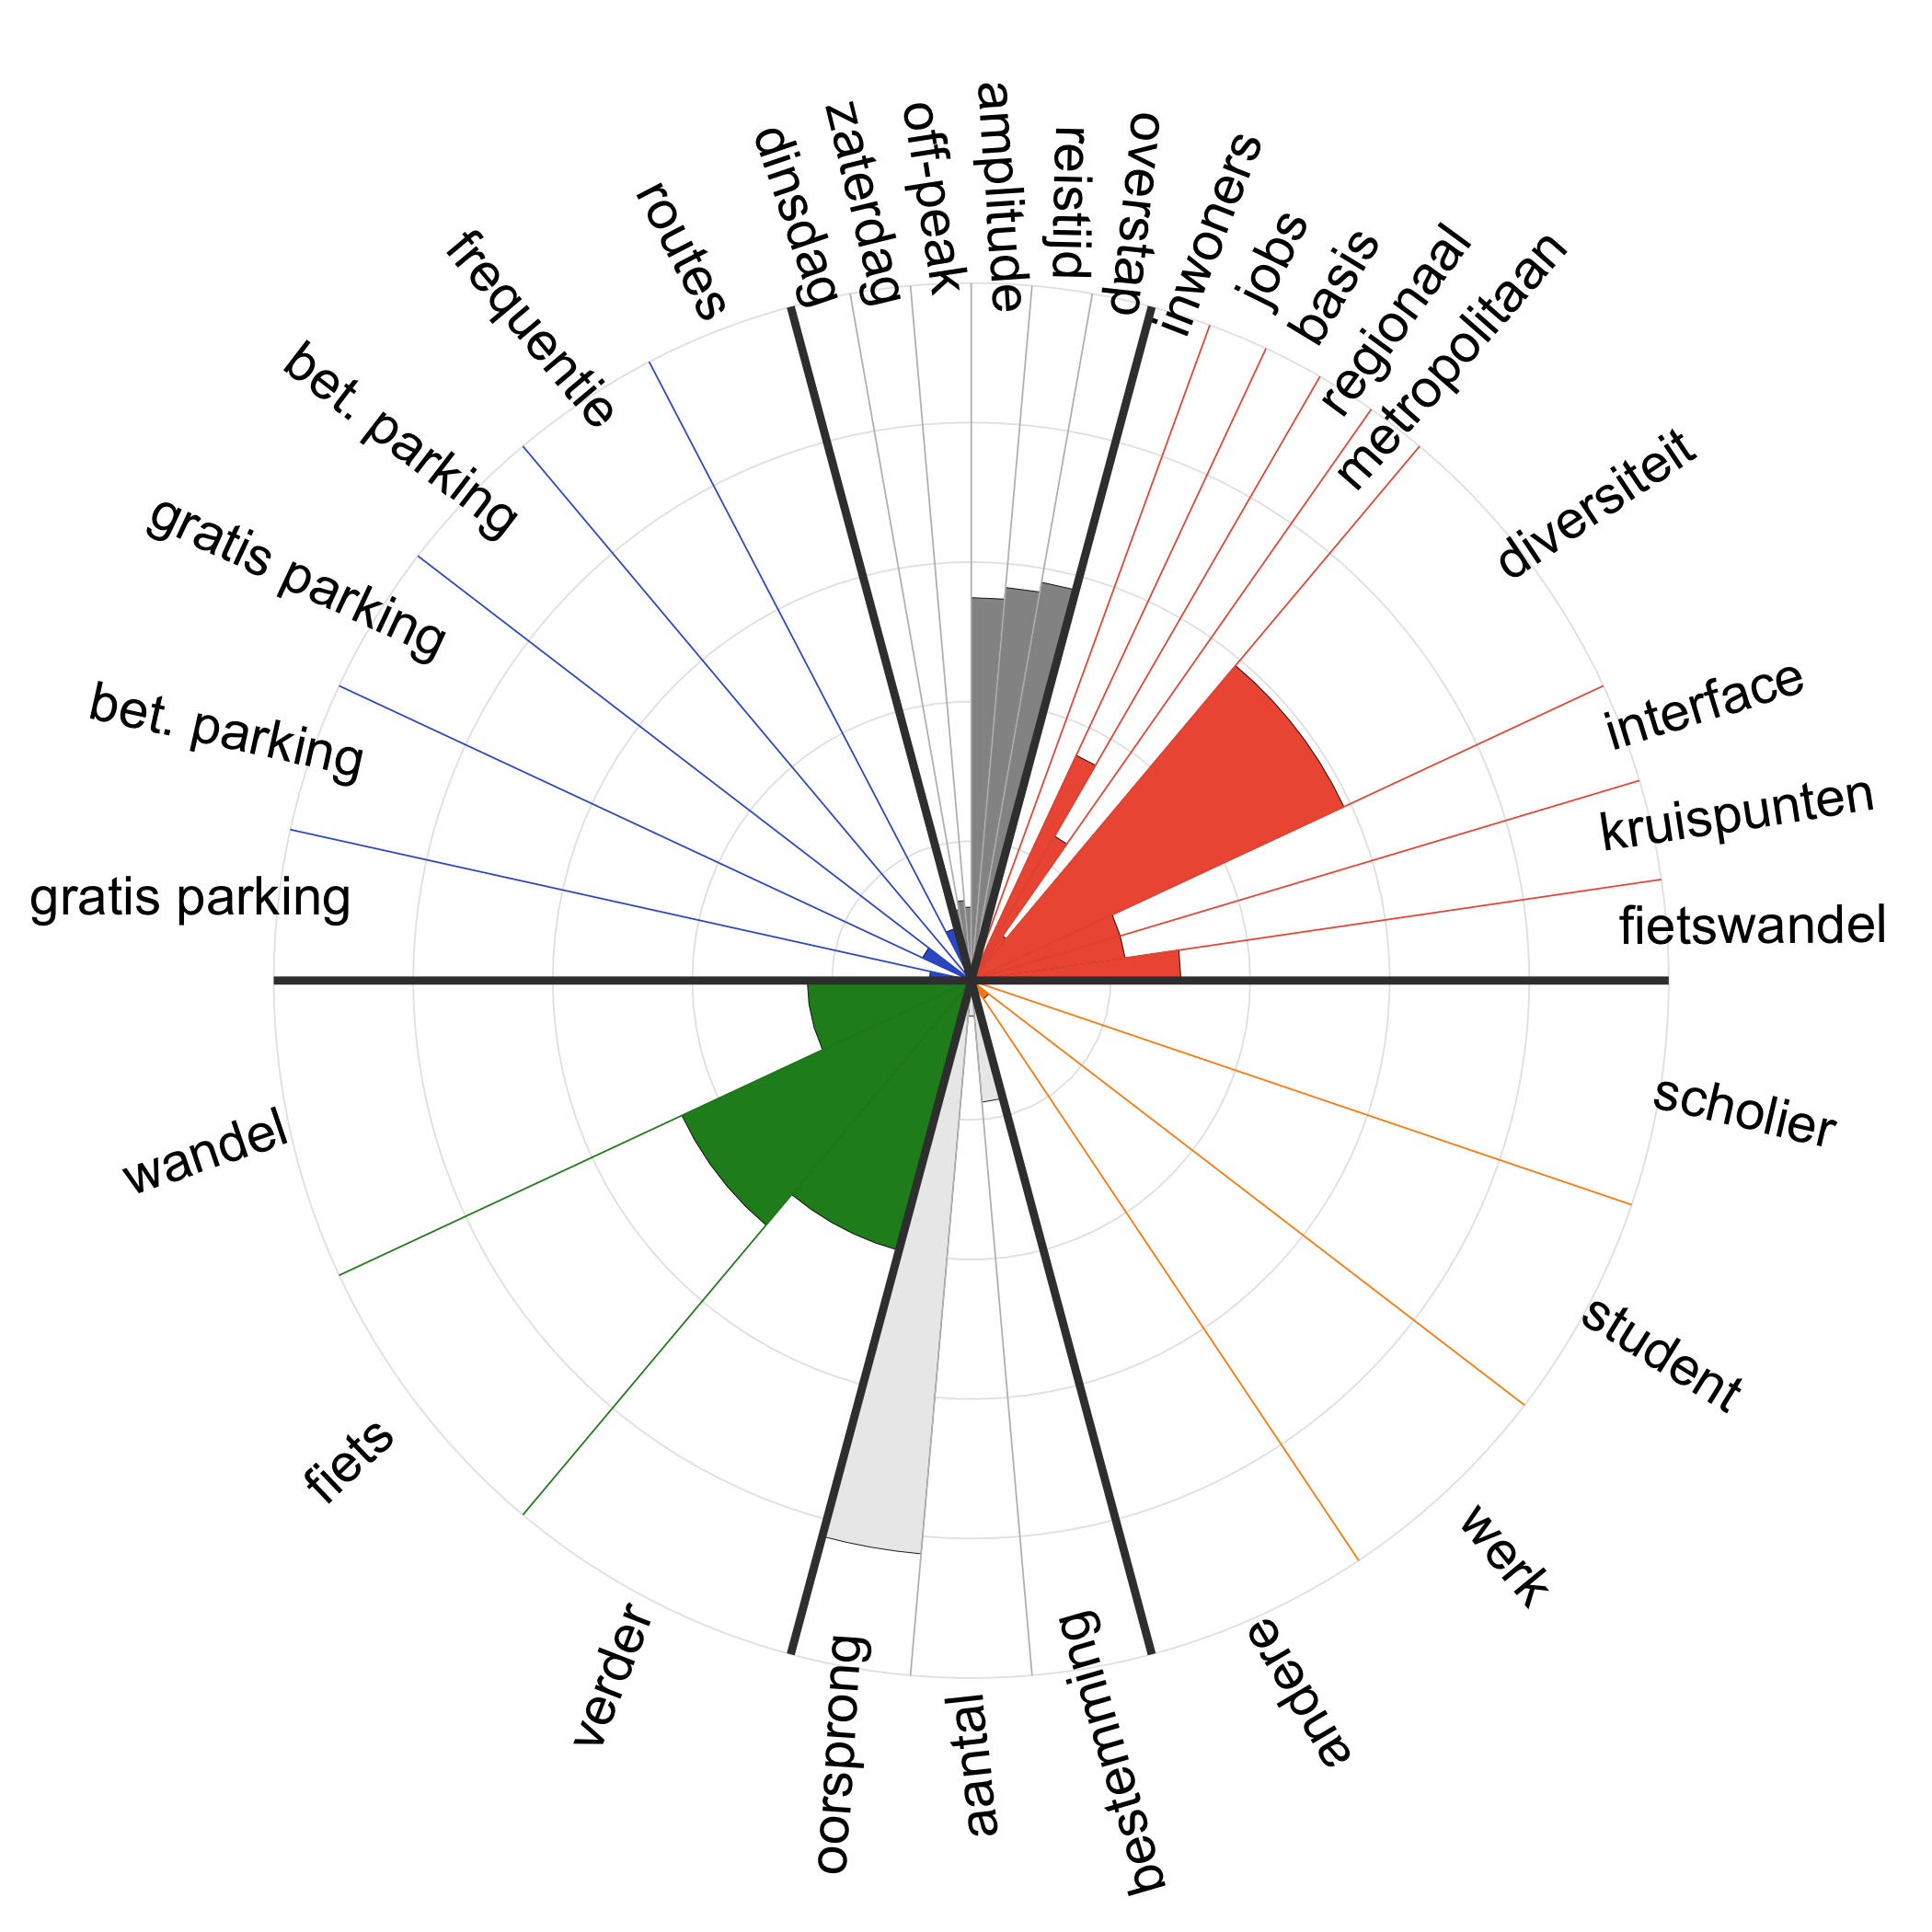 amplitude
reistijd
overstap
inwoners
jobs
basis
regionaal
metropolitaan
diversiteit
interface
kruispunten
fietswandel
scholier
student
werk
andere
bestemming
aantal
oorsprong
verder
fiets
wandel
gratis parking
bet. parking
gratis parking
bet. parking
frequentie
routes
dinsdag
zaterdag
off-peak